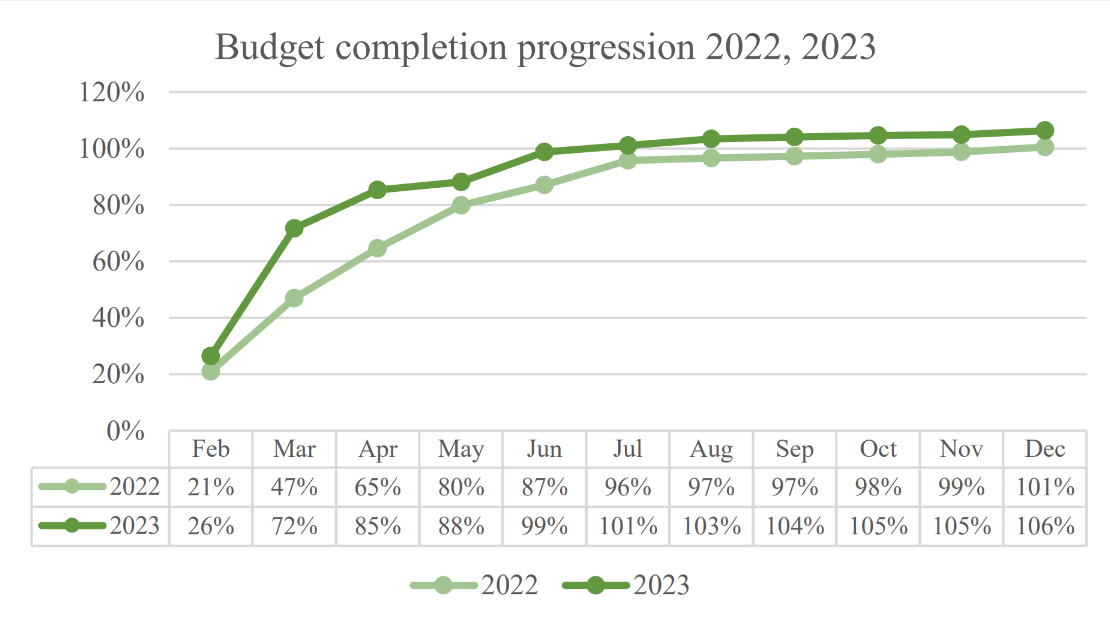 Budget completion progression 2022, 2023
120%
100%
80%
60%
40%
20%
0%
Feb Mar Apr May Jun Jul Aug Sep Oct Nov Dec
2022 21% 47% 65% 80% 87% 96% 97% 97% 98% 99% 101%
2023 26% 72% 85% 88% 99% 101% 103% 104% 105% 105% 106%
2022 2023